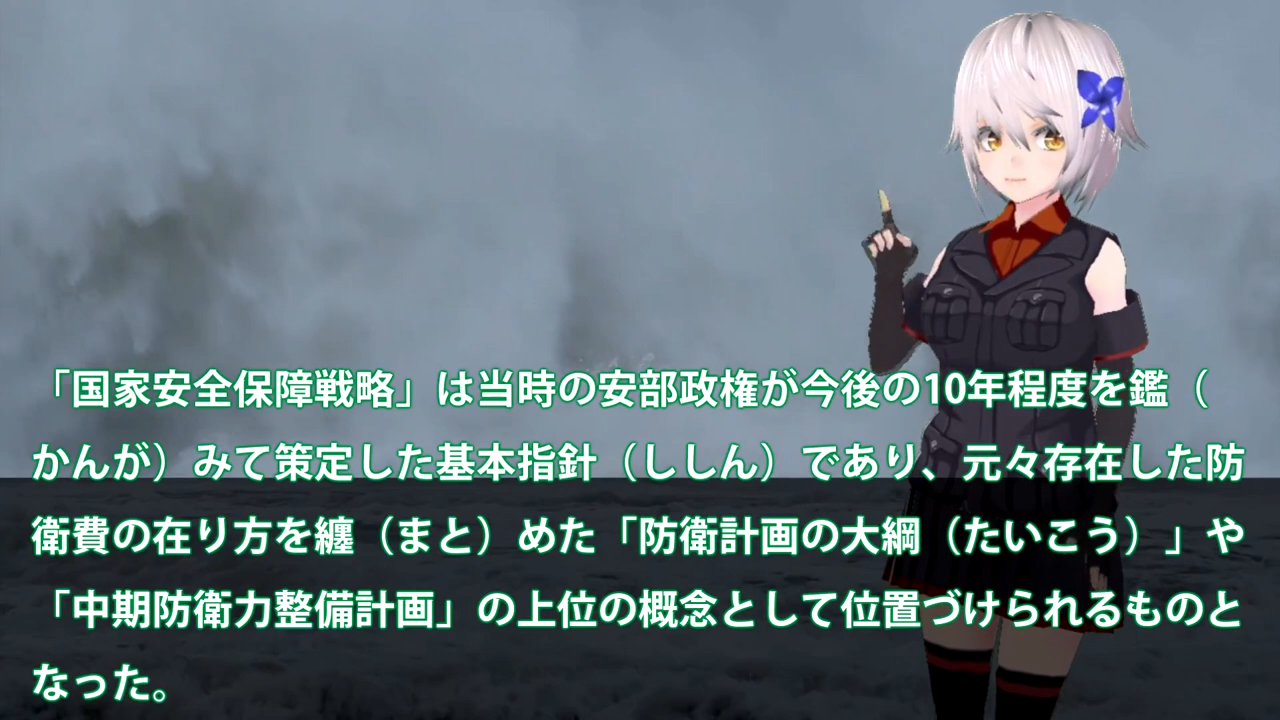 「国家安全保障戦略」は当時の安部政権が今後の10年程度を鑑（
かんが）みて策定した基本指針（ししん）であり、元々存在した防
衛費の在り方を纏（まと）めた「防衛計画の大綱（たいこう）」や
「中期防衛力整備計画」の上位の概念として位置づけられるものと
なった。